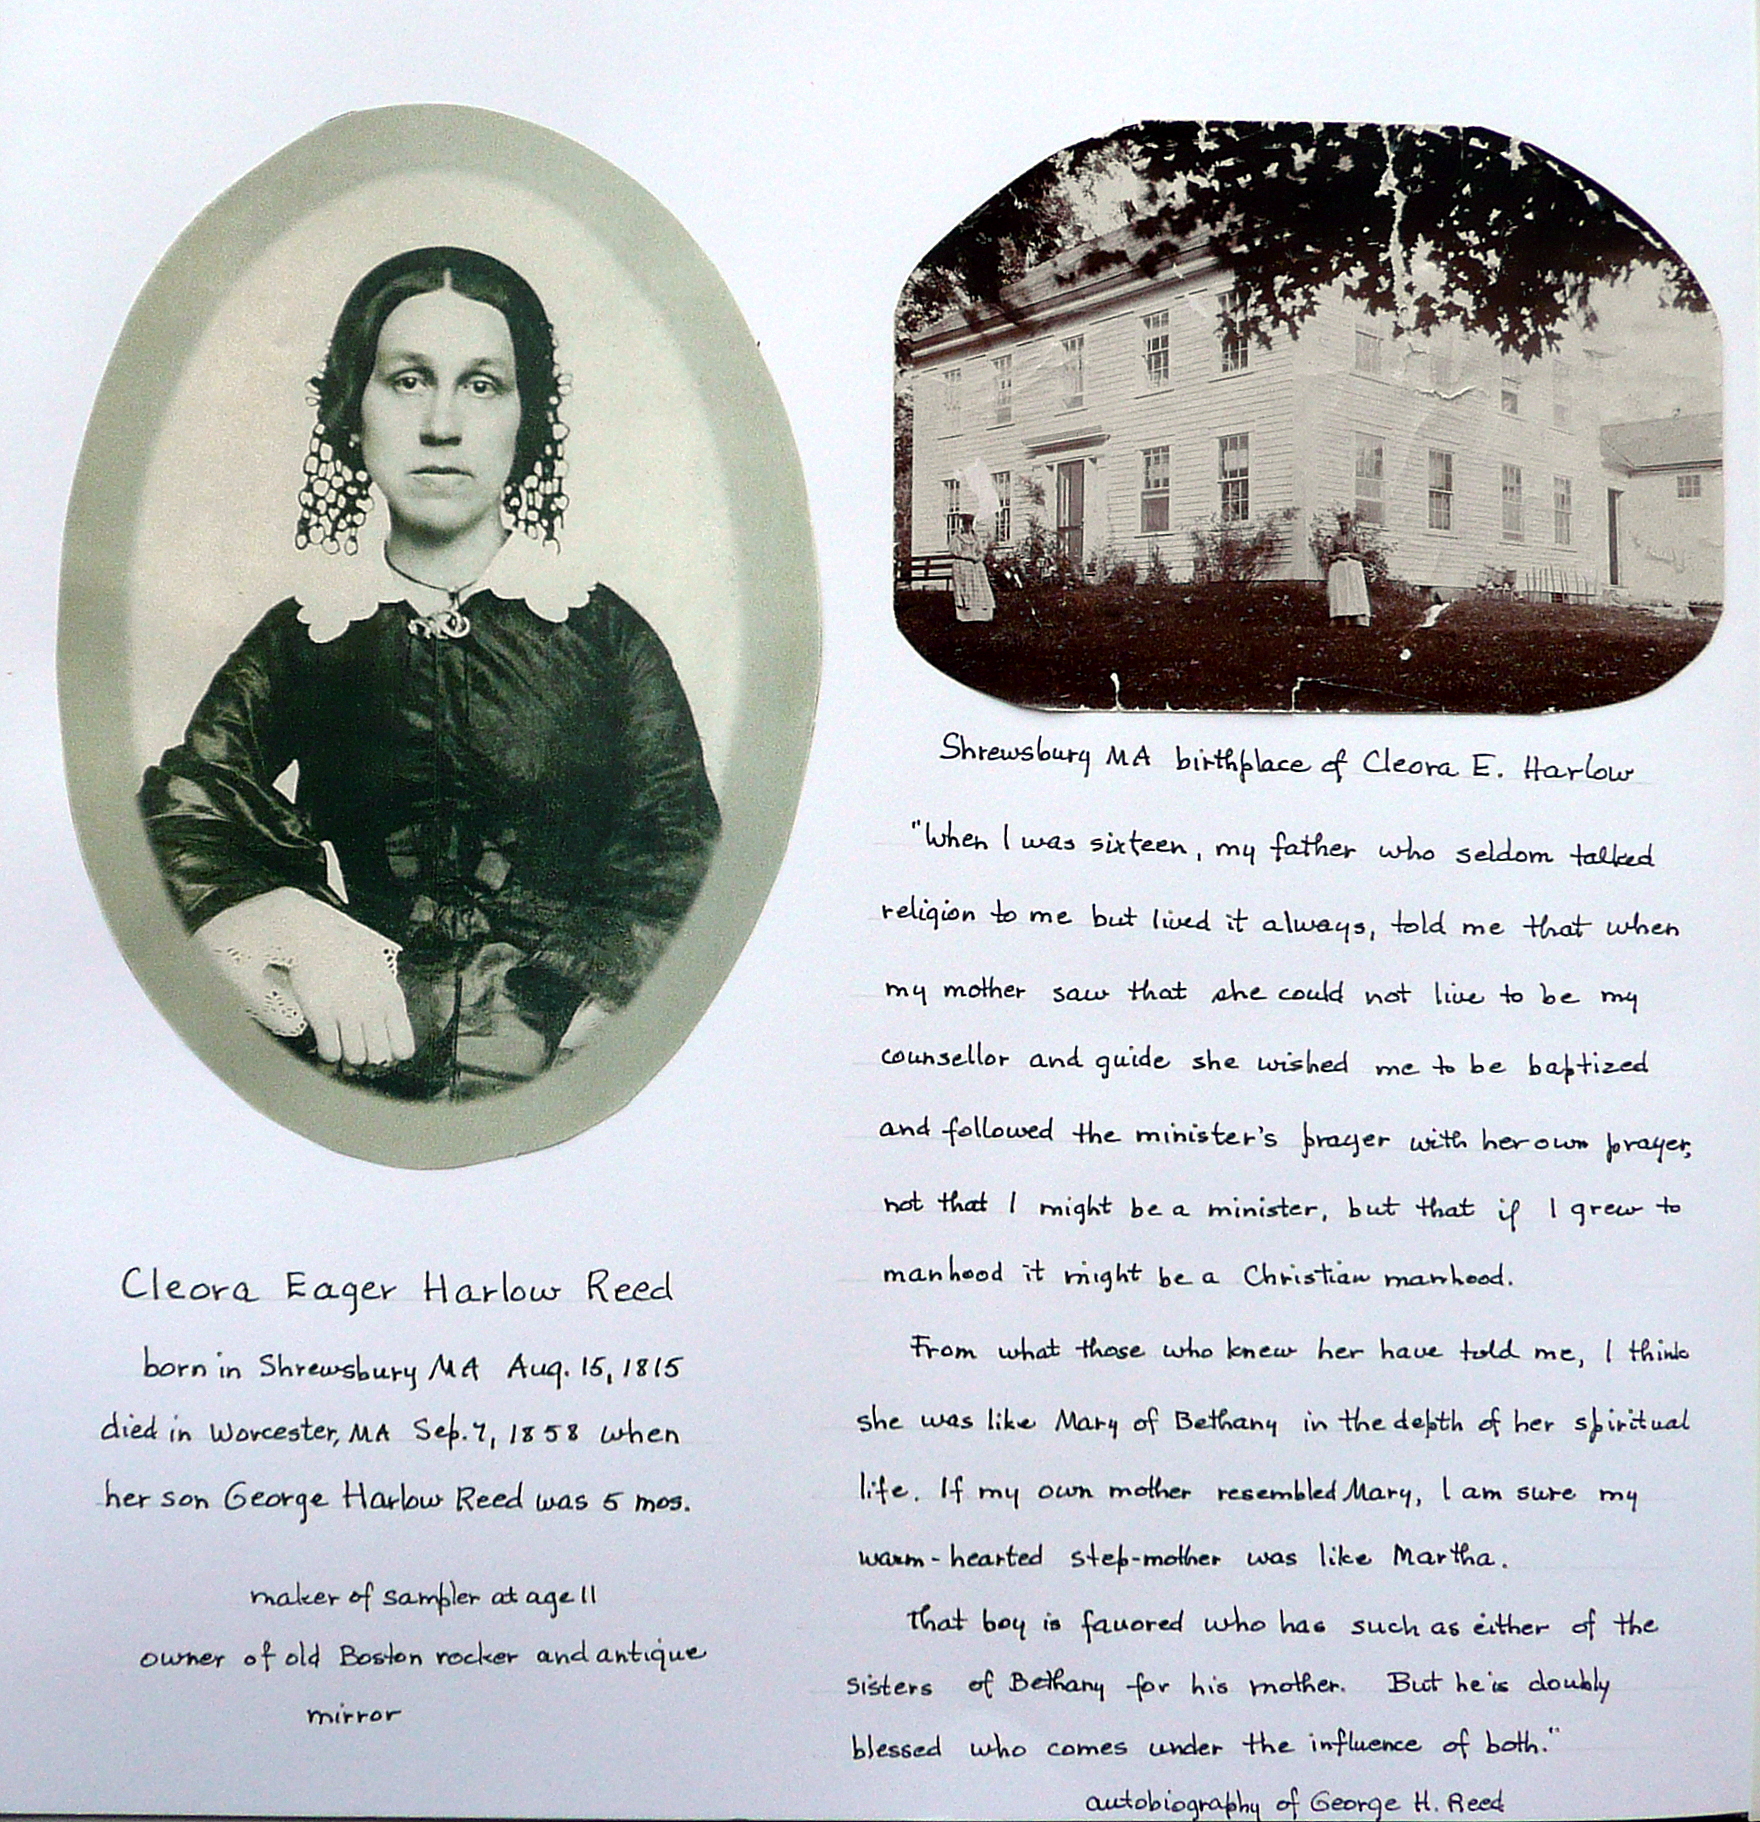 Cleora Eager Harlow Reed
born in Shrewsbury MA Aug. 15, 1815
died in Worcester, MA Sep. 7, 1858 when
her son George Harlow Reed was 5 mos.
maker of sampler at age 11
owner of old Boston rocker and antique
mirror
Shrewsbury MA birthplace of Cleora E. Harlow
"When I was sixteen, my father who seldom talked
religion to me but lived it always, told me that when
my mother saw that she could not live to be my
counsellor and guide she wished me to be baptized
and followed the minister's prayer with her own prayer,
not that I might be a minister, but that if I grew to
manhood it might be a Christian manhood.
From what those who knew her have told me, I think
she was like Mary of Bethany in the depth of her spiritual
life. If my own mother resembled Mary, I am sure my
warm-hearted step-mother was like Martha.
That boy is favored who has such as either of the
sisters of Bethany for his mother. But he is doubly
blessed who comes under the influence of both."
autobiography of George H. Reed